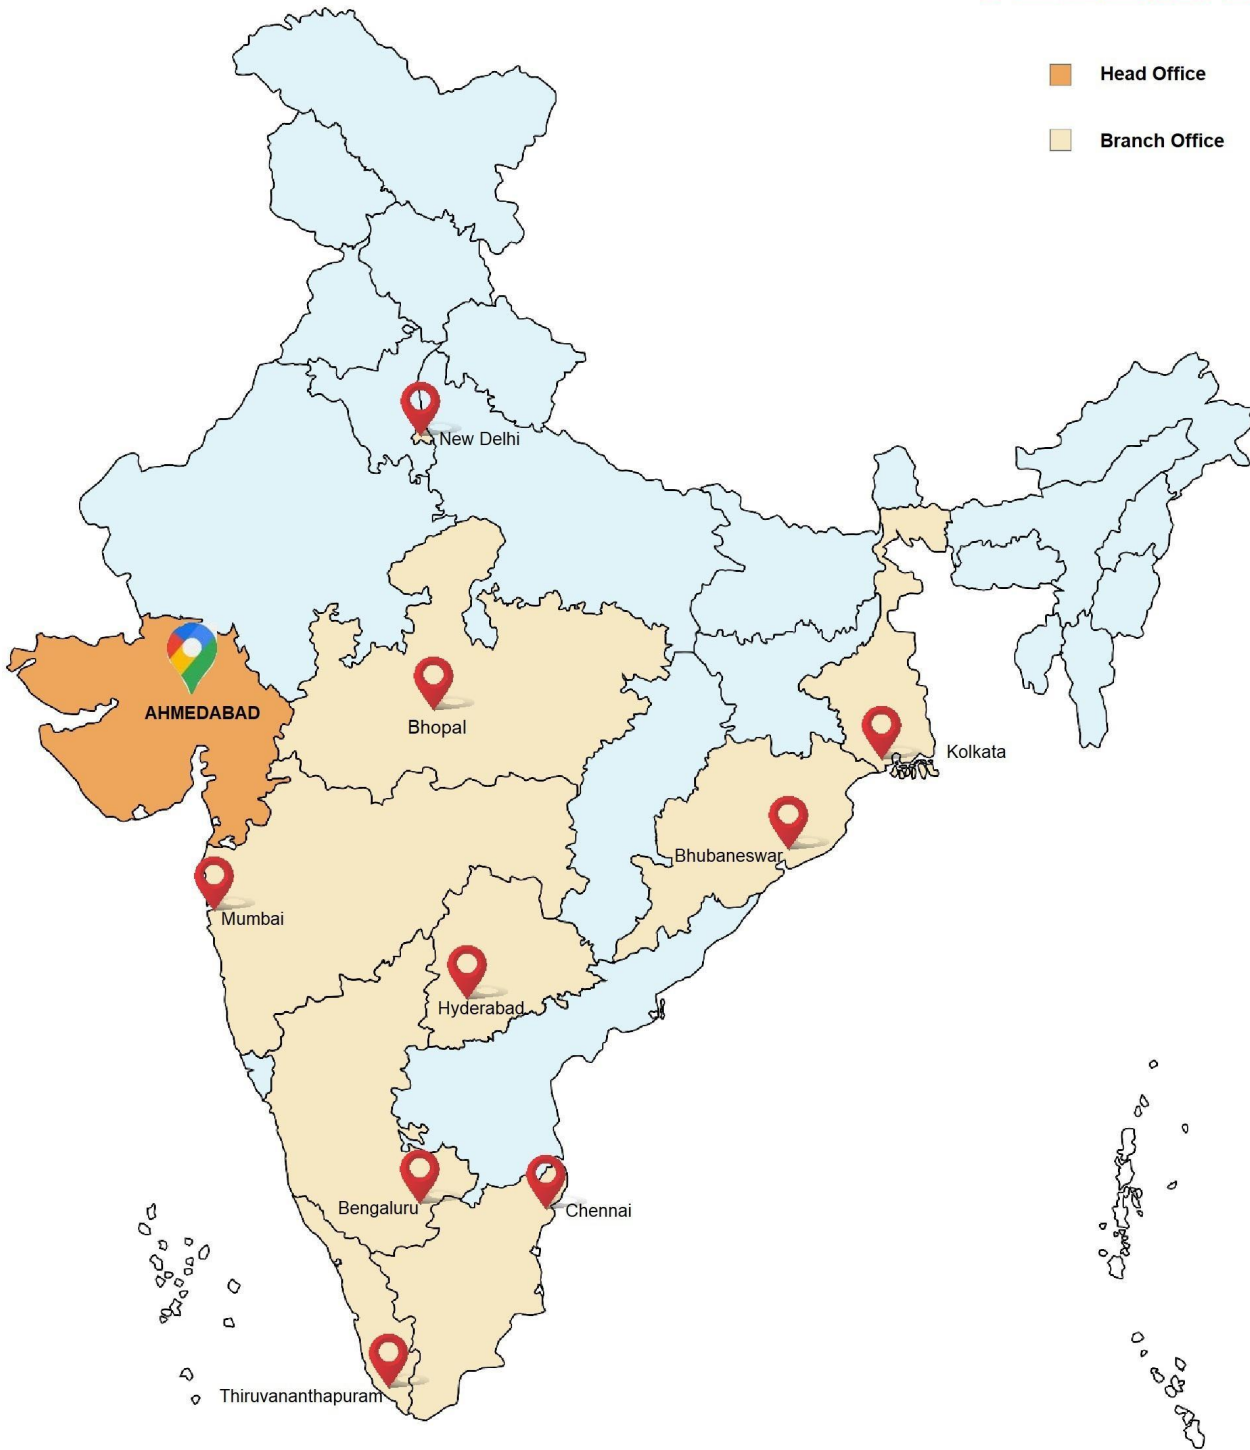 Head Office
Branch Office
New Delhi
AHMEDABAD
Bhopal
Kolkata
Bhubaneswar
Mumbai
Hyderabad
Bengaluru
Chennai
Thiruvananthapuram